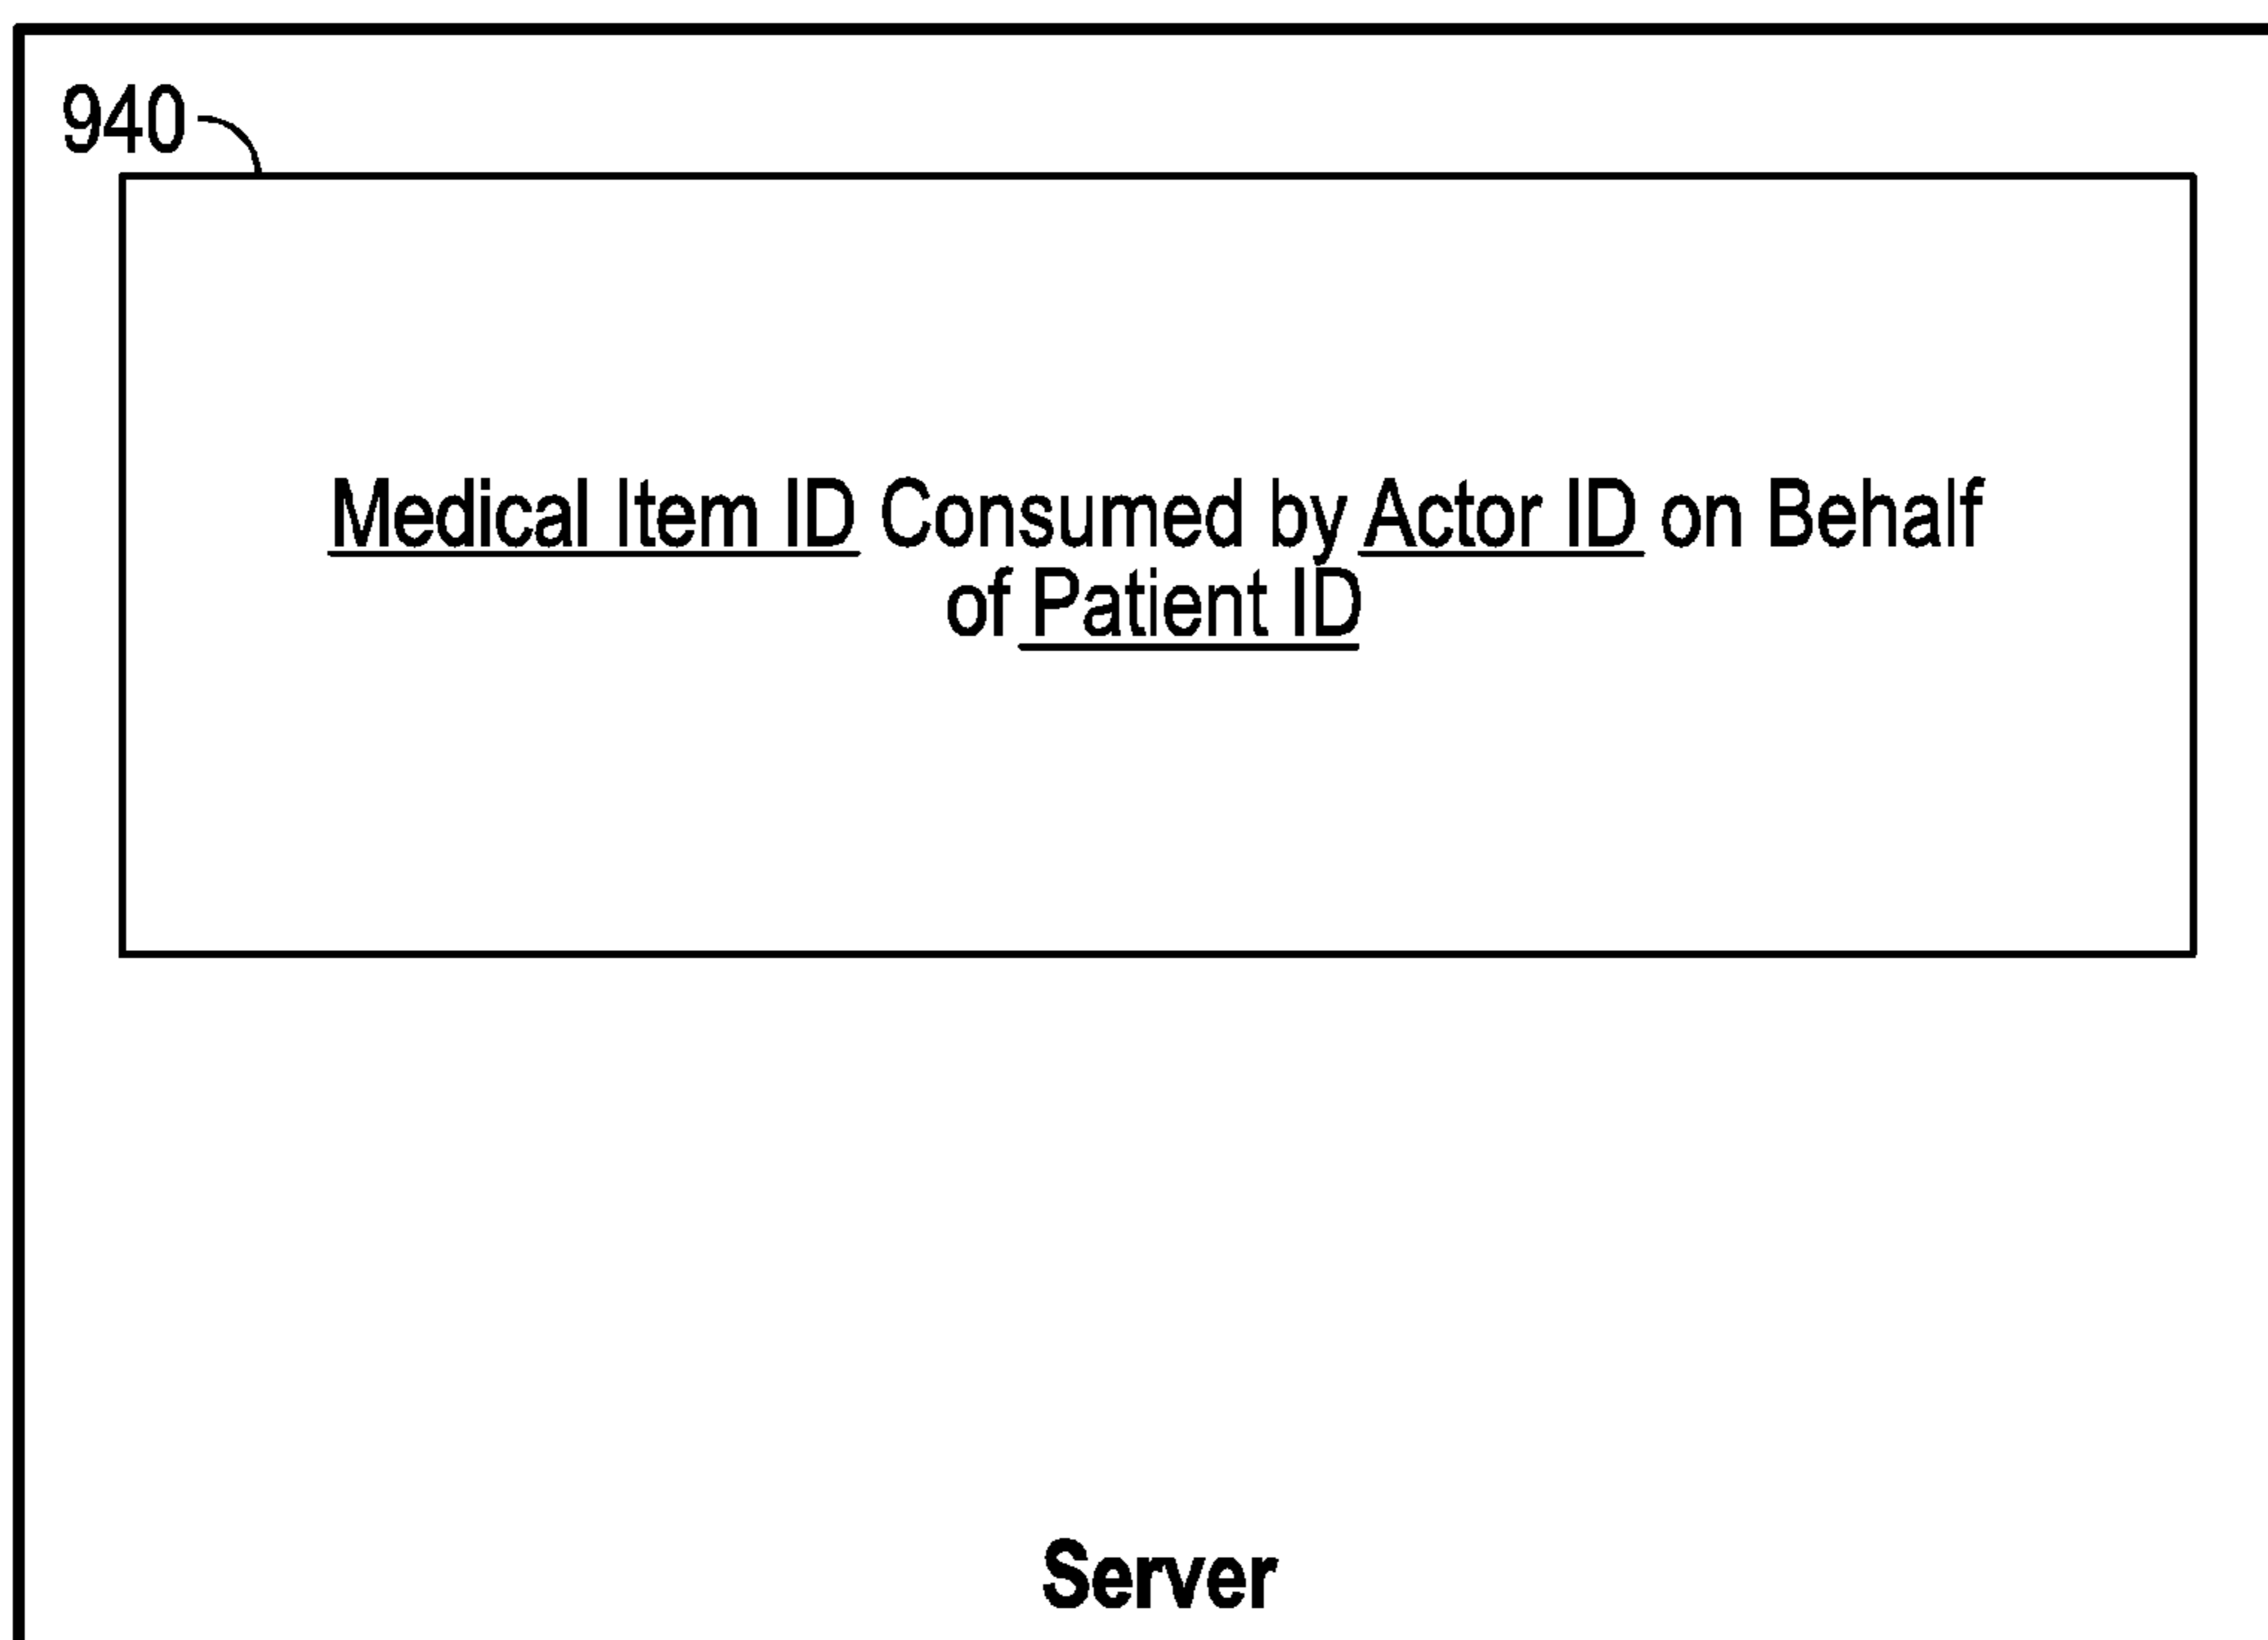 940
Medical Item ID Consumed by Actor ID on Behalf
of Patient ID
Server